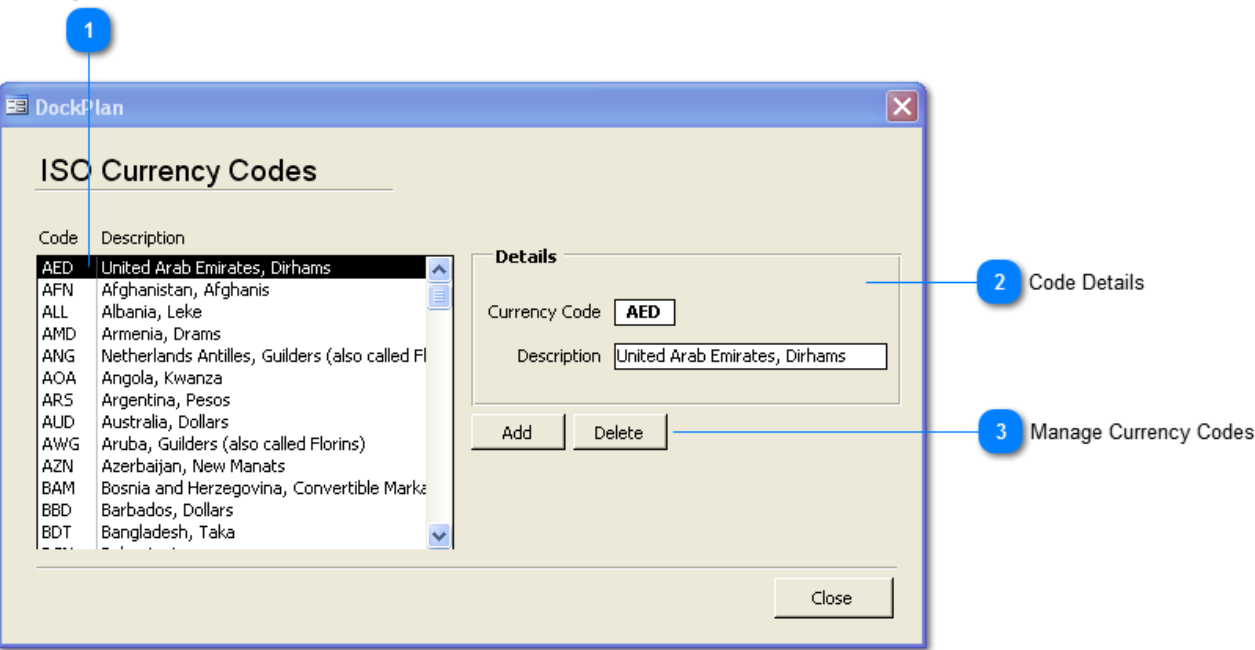 1
DockPlan
ISO Currency Codes
Code Description
AED United Arab Emirates, Dirhams
AFN Afghanistan, Afghanis
ALL Albania, Leke
AMD Armenia, Drams
ANG Netherlands Antilles, Guilders (also called Fl
AOA Angola, Kwanza
ARS Argentina, Pesos
AUD Australia, Dollars
AWG Aruba, Guilders (also called Florins)
AZN Azerbaijan, New Manats
BAM Bosnia and Herzegovina, Convertible Marka
BBD Barbados, Dollars
BDT Bangladesh, Taka
Details
Currency Code AED
Description United Arab Emirates, Dirhams
Add Delete
2 Code Details
3 Manage Currency Codes
Close